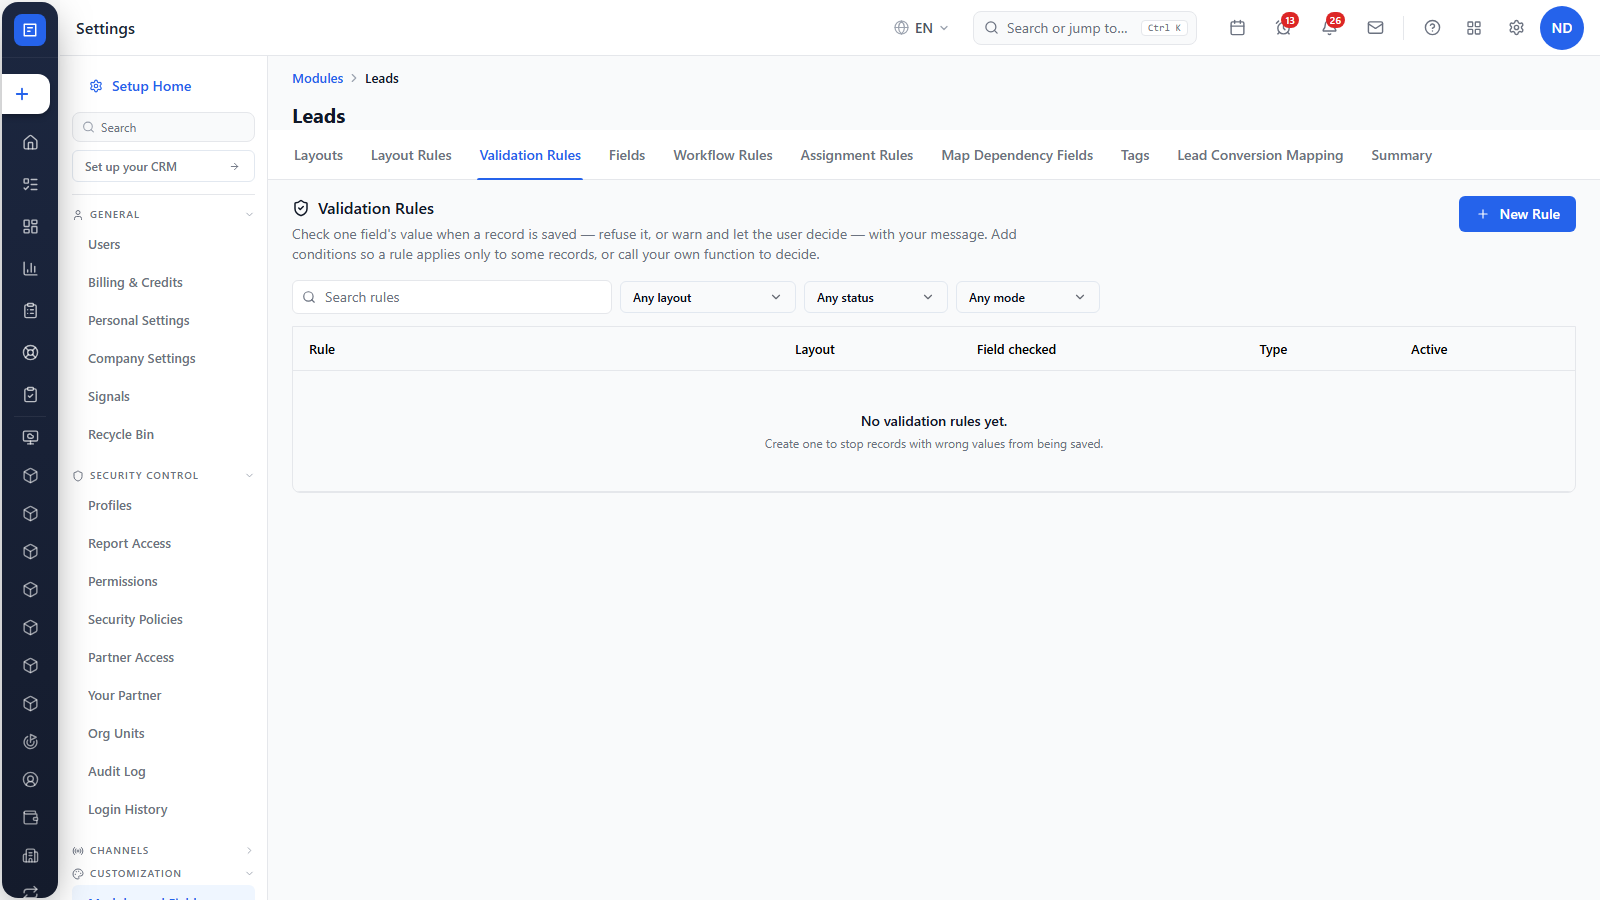 Settings
EN
Search or jump to...
Ctrl K
13
26
ND
Setup Home
Search
Set up your CRM
GENERAL
Users
Billing & Credits
Personal Settings
Company Settings
Signals
Recycle Bin
SECURITY CONTROL
Profiles
Report Access
Permissions
Security Policies
Partner Access
Your Partner
Org Units
Audit Log
Login History
CHANNELS
CUSTOMIZATION
Modules > Leads
Leads
Layouts
Layout Rules
Validation Rules
Fields
Workflow Rules
Assignment Rules
Map Dependency Fields
Tags
Lead Conversion Mapping
Summary
Validation Rules
Check one field's value when a record is saved — refuse it, or warn and let the user decide — with your message. Add
conditions so a rule applies only to some records, or call your own function to decide.
New Rule
Search rules
Any layout
Any status
Any mode
Rule
Layout
Field checked
Type
Active
No validation rules yet.
Create one to stop records with wrong values from being saved.